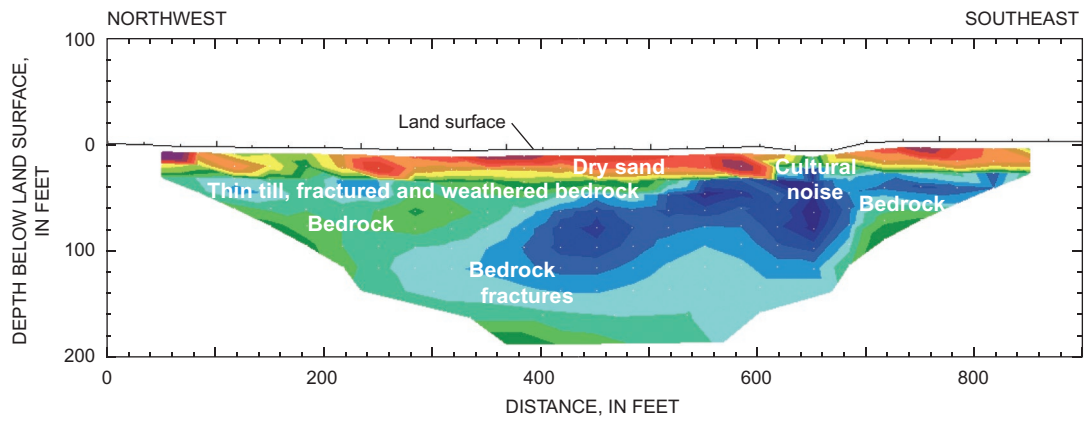 NORTHWEST
SOUTHEAST
DEPTH BELOW LAND SURFACE,
IN FEET
100
0
100
200
Land surface
Dry sand
Cultural
noise
Thin till, fractured and weathered bedrock
Bedrock
Bedrock
Bedrock
fractures
0
200
400
600
800
DISTANCE, IN FEET